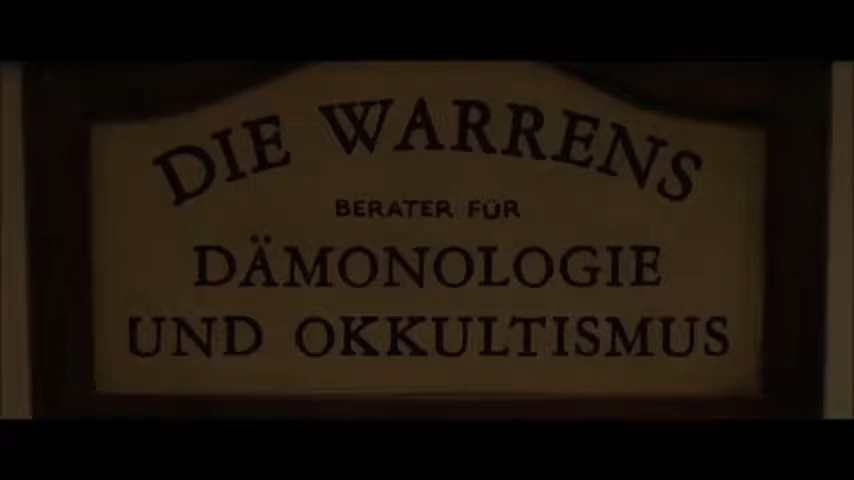 DIE WARRENS
BERATER FÜR
DÄMONOLOGIE
UND OKKULTISMUS